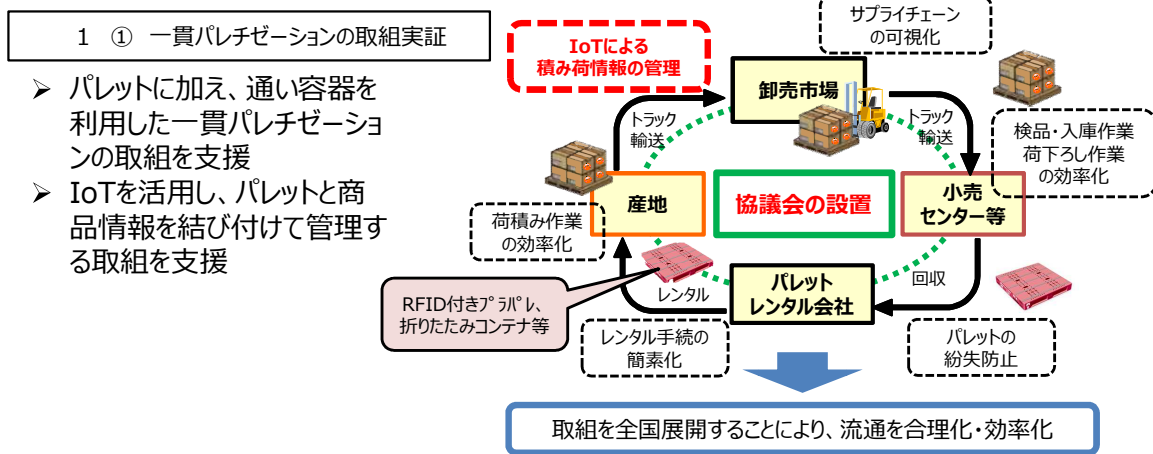 1 ① 一貫パレチゼーションの取組実証
➢ パレットに加え、通い容器を
利用した一貫パレチゼーショ
ンの取組を支援
➢ IoTを活用し、パレットと商
品情報を結び付けて管理す
る取組を支援
IoTによる
積み荷情報の管理
サプライチェーン
の可視化
卸売市場
トラック
輸送
トラック
輸送
検品・入庫作業
荷下ろし作業
の効率化
産地
協議会の設置
小売
センター等
荷積み作業
の効率化
RFID付きﾌﾟﾗﾊﾟﾚ、
折りたたみコンテナ等
レンタル
パレット
レンタル会社
回収
レンタル手続の
簡素化
パレットの
紛失防止
取組を全国展開することにより、流通を合理化・効率化